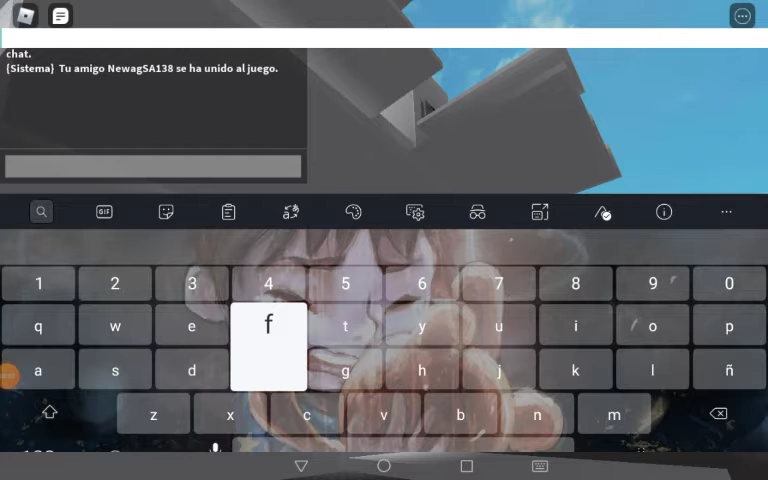 chat.
{Sistema} Tu amigo NewagSA138 se ha unido al juego.
GIF
1 2 3 4 5 6 7 8 9 0
q w e f t y u i o p
a s d g h j k l ñ
z x c v b n m